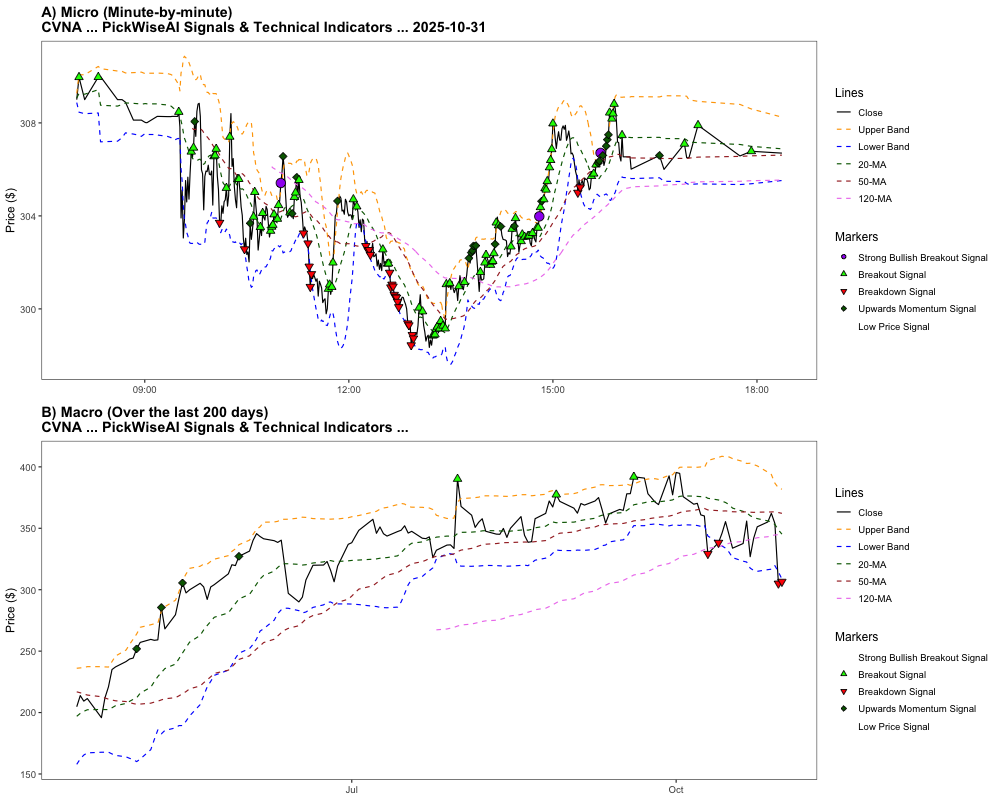 A) Micro (Minute-by-minute)
CVNA ... PickWiseAI Signals & Technical Indicators ... 2025-10-31
Price ($)
308
304
300
09:00
12:00
15:00
18:00
Lines
Close
Upper Band
Lower Band
20-MA
50-MA
120-MA
Markers
Strong Bullish Breakout Signal
Breakout Signal
Breakdown Signal
Upwards Momentum Signal
Low Price Signal
B) Macro (Over the last 200 days)
CVNA ... PickWiseAI Signals & Technical Indicators ...
Price ($)
400
350
300
250
200
150
Jul
Oct
Lines
Close
Upper Band
Lower Band
20-MA
50-MA
120-MA
Markers
Strong Bullish Breakout Signal
Breakout Signal
Breakdown Signal
Upwards Momentum Signal
Low Price Signal